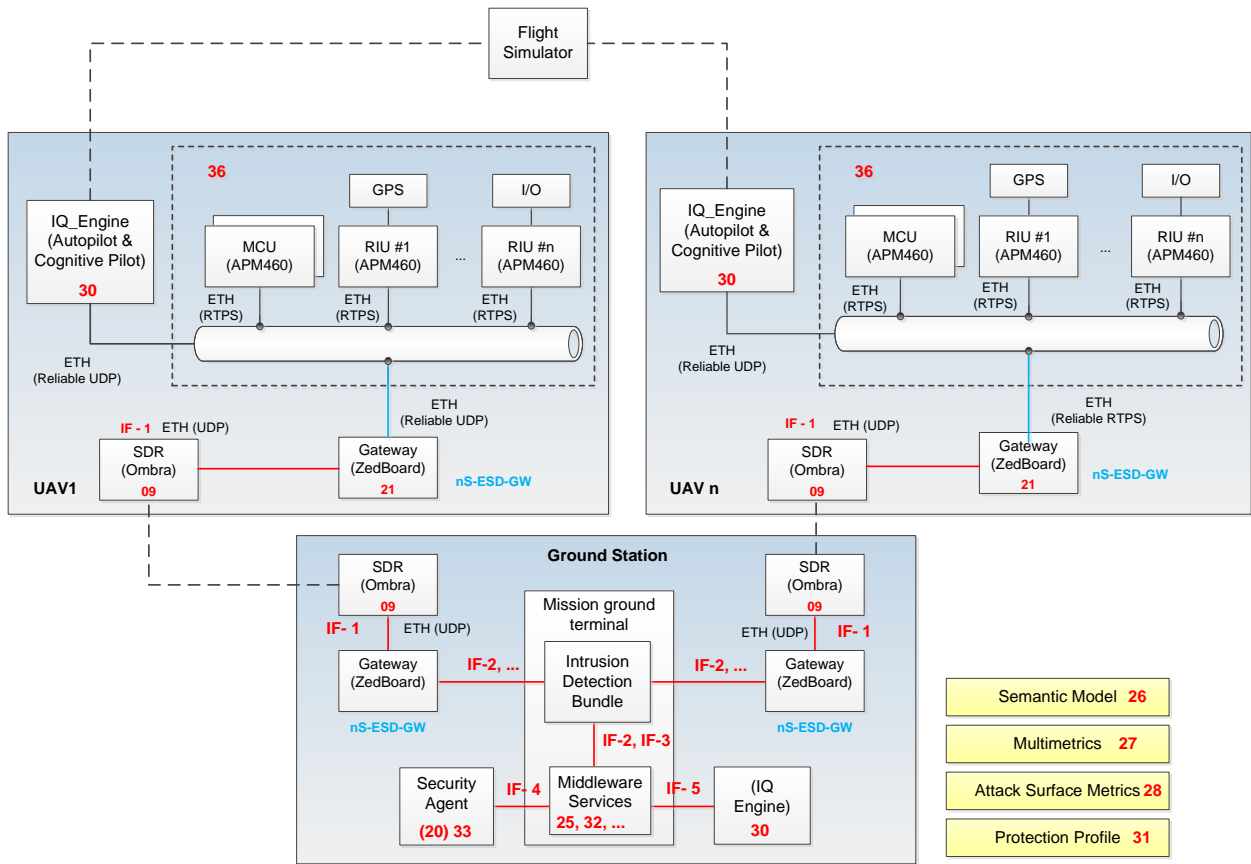 Flight
Simulator
36
GPS
I/O
IQ_Engine
(Autopilot &
Cognitive Pilot)
30
MCU
(APM460)
RIU #1
(APM460)
...
RIU #n
(APM460)
ETH
(RTPS)
ETH
(RTPS)
ETH
(RTPS)
ETH
(Reliable UDP)
ETH
(Reliable UDP)
IF - 1
ETH (UDP)
SDR
(Ombra)
09
Gateway
(ZedBoard)
21
nS-ESD-GW
UAV1
36
GPS
I/O
IQ_Engine
(Autopilot &
Cognitive Pilot)
30
MCU
(APM460)
RIU #1
(APM460)
...
RIU #n
(APM460)
ETH
(RTPS)
ETH
(RTPS)
ETH
(RTPS)
ETH
(Reliable UDP)
ETH
(Reliable RTPS)
IF - 1
ETH (UDP)
SDR
(Ombra)
09
Gateway
(ZedBoard)
21
nS-ESD-GW
UAV n
Ground Station
SDR
(Ombra)
09
IF- 1
ETH (UDP)
Gateway
(ZedBoard)
nS-ESD-GW
IF-2, ...
Mission ground
terminal
Intrusion
Detection
Bundle
IF-2, IF-3
Middleware
Services
25, 32, ...
SDR
(Ombra)
09
ETH (UDP)
IF- 1
IF-2, ...
Gateway
(ZedBoard)
nS-ESD-GW
Security
Agent
(20) 33
IF- 4
IF- 5
(IQ
Engine)
30
Semantic Model 26
Multimetrics 27
Attack Surface Metrics 28
Protection Profile 31